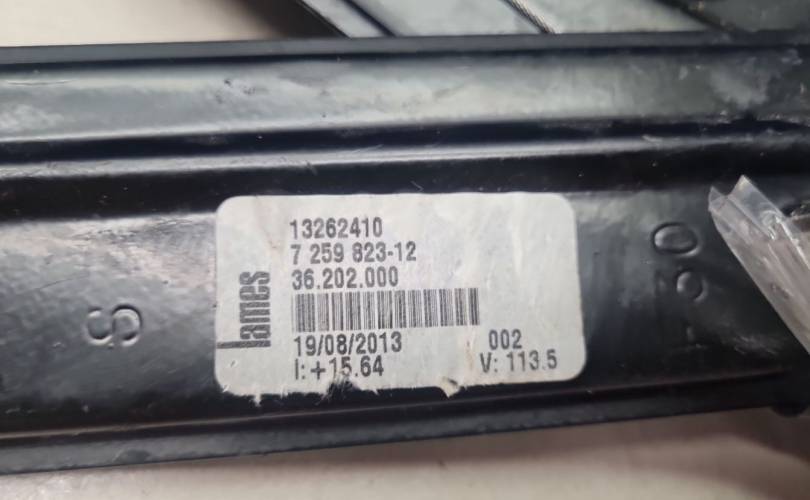 13262410
7 259 823-12
36.202.000
lames
19/08/2013 002
I:+15.64 V: 113.5
S